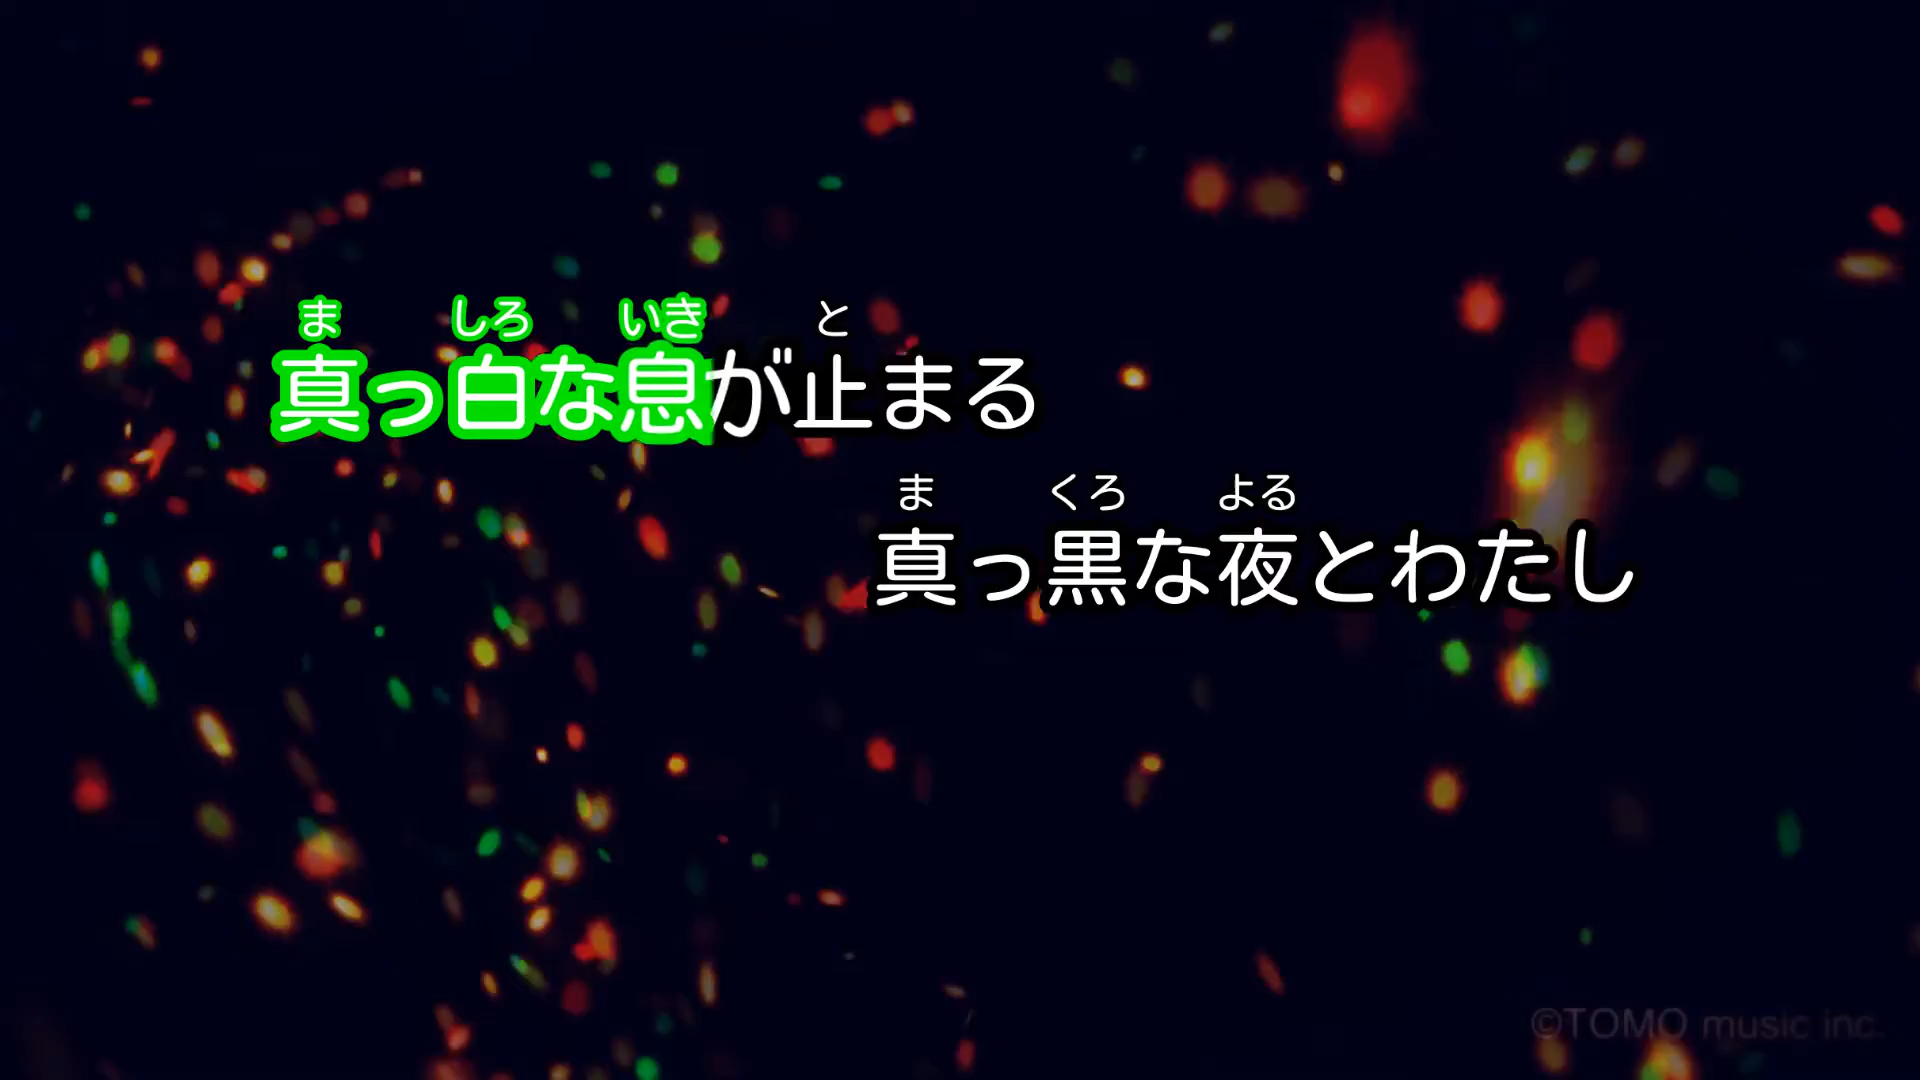 ま しろ いき と
真っ白な息が止まる
ま くろ よる
真っ黒な夜とわたし
©TOMO music inc.